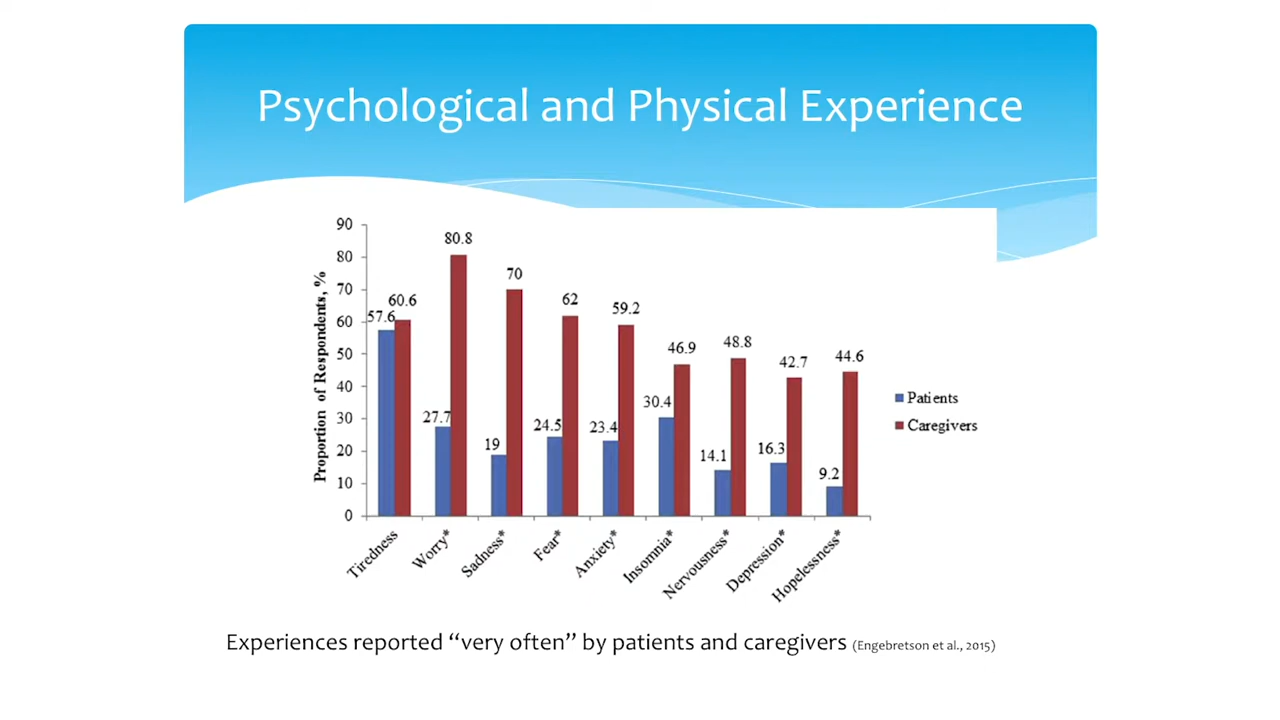 Psychological and Physical Experience
Proportion of Respondents, %
90
80
70
60
50
40
30
20
10
0
57.6
60.6
27.7
80.8
19
70
24.5
62
23.4
59.2
30.4
46.9
14.1
48.8
16.3
42.7
9.2
44.6
Tiredness
Worry*
Sadness*
Fear*
Anxiety*
Insomnia*
Nervousness*
Depression*
Hopelessness*
Patients
Caregivers
Experiences reported “very often” by patients and caregivers (Engebretson et al., 2015)